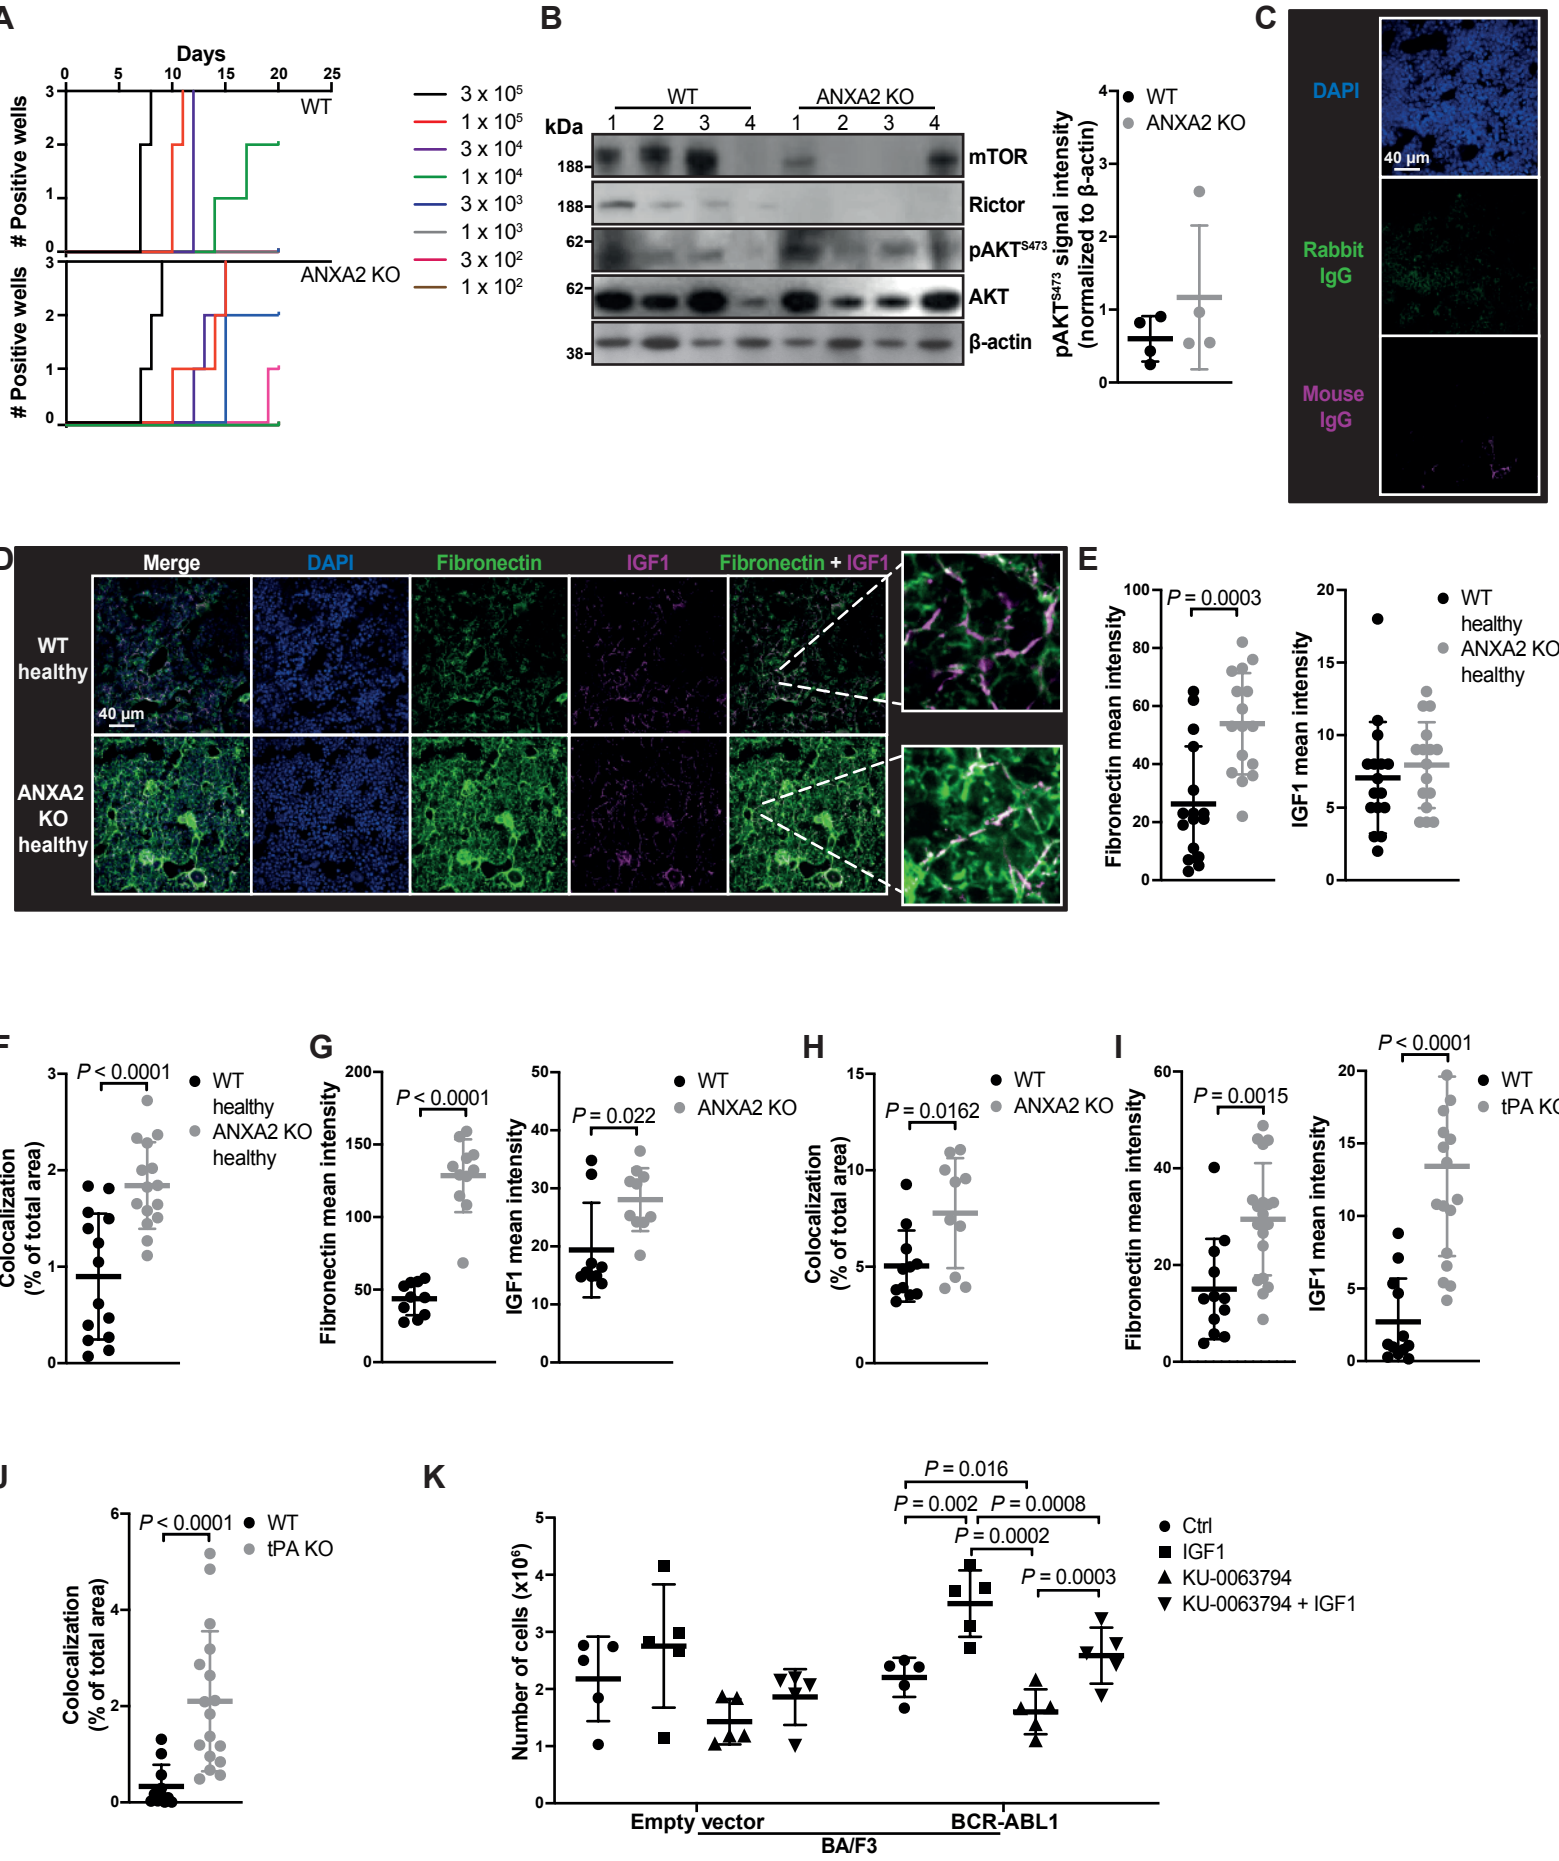 A
Days
0 5 10 15 20 25
3
2
1
0
# Positive wells
WT
3
2
1
0
# Positive wells
ANXA2 KO
3 x 10⁵
1 x 10⁵
3 x 10⁴
1 x 10⁴
3 x 10³
1 x 10³
3 x 10²
1 x 10²
B
WT ANXA2 KO
kDa 1 2 3 4 1 2 3 4
188 mTOR
188 Rictor
62 pAKTS473
62 AKT
38 β-actin
pAKTS473 signal intensity
(normalized to β-actin)
4
3
2
1
0
WT
ANXA2 KO
C
DAPI
40 μm
Rabbit
IgG
Mouse
IgG
D
Merge DAPI Fibronectin IGF1 Fibronectin + IGF1
WT
healthy
40 μm
ANXA2
KO
healthy
E
Fibronectin mean intensity
100
80
60
40
20
0
P = 0.0003
IGF1 mean intensity
20
15
10
5
0
WT
healthy
ANXA2 KO
healthy
F
Colocalization
(% of total area)
3
2
1
0
P < 0.0001
WT
healthy
ANXA2 KO
healthy
G
Fibronectin mean intensity
200
150
100
50
0
P < 0.0001
IGF1 mean intensity
50
40
30
20
10
0
P = 0.022
WT
ANXA2 KO
H
Colocalization
(% of total area)
15
10
5
0
P = 0.0162
WT
ANXA2 KO
I
Fibronectin mean intensity
60
40
20
0
P = 0.0015
IGF1 mean intensity
20
15
10
5
0
P < 0.0001
WT
tPA KO
J
Colocalization
(% of total area)
6
4
2
0
P < 0.0001
WT
tPA KO
K
Number of cells (x10⁶)
5
4
3
2
1
0
P = 0.016
P = 0.002 P = 0.0008
P = 0.0002
P = 0.0003
Ctrl
IGF1
KU-0063794
KU-0063794 + IGF1
Empty vector BCR-ABL1
BA/F3